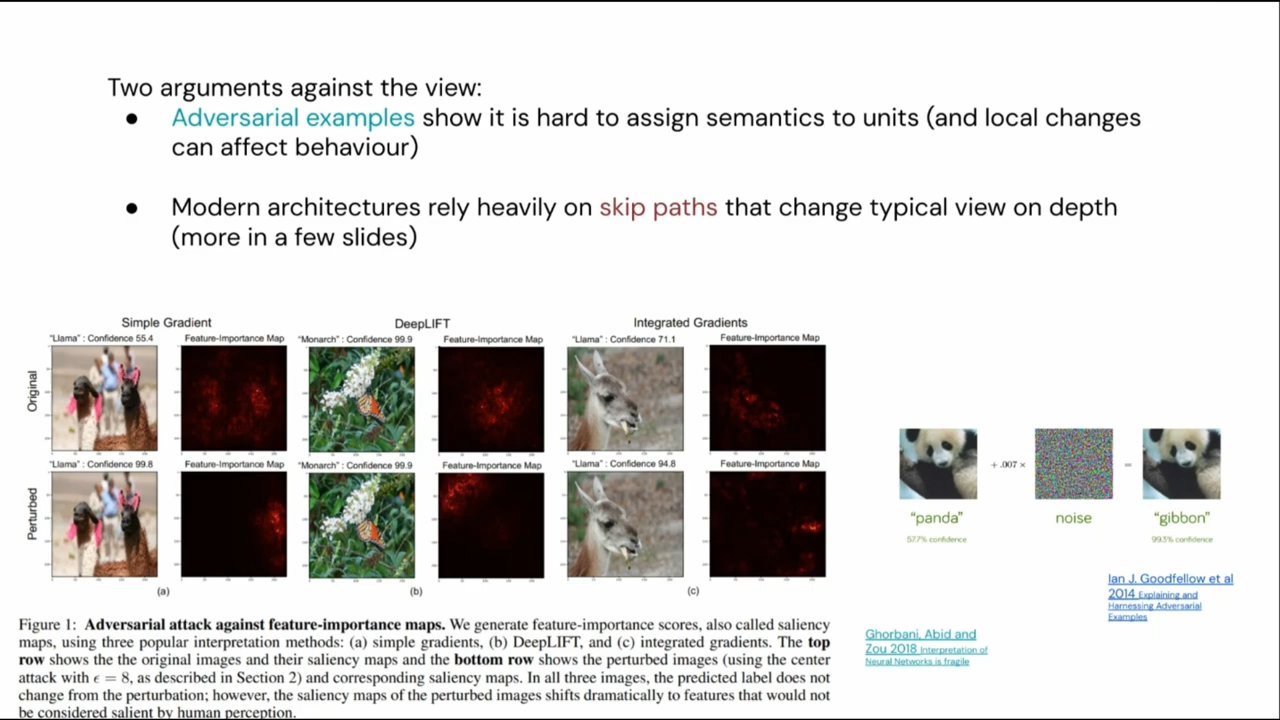 Two arguments against the view:
● Adversarial examples show it is hard to assign semantics to units (and local changes
can affect behaviour)
● Modern architectures rely heavily on skip paths that change typical view on depth
(more in a few slides)
Simple Gradient DeepLIFT Integrated Gradients
"Llama" : Confidence 55.4 Feature-Importance Map "Monarch" : Confidence 99.9 Feature-Importance Map "Llama" : Confidence 71.1 Feature-Importance Map
Original
"Llama" : Confidence 99.8 Feature-Importance Map "Monarch" : Confidence 99.9 Feature-Importance Map "Llama" : Confidence 94.8 Feature-Importance Map
Perturbed
(a) (b) (c)
Figure 1: Adversarial attack against feature-importance maps. We generate feature-importance scores, also called saliency
maps, using three popular interpretation methods: (a) simple gradients, (b) DeepLIFT, and (c) integrated gradients. The top
row shows the the original images and their saliency maps and the bottom row shows the perturbed images (using the center
attack with ϵ = 8, as described in Section 2) and corresponding saliency maps. In all three images, the predicted label does not
change from the perturbation; however, the saliency maps of the perturbed images shifts dramatically to features that would not
be considered salient by human perception.
+ .007 × =
"panda" noise "gibbon"
57.7% confidence 99.3% confidence
Ian J. Goodfellow et al
2014 Explaining and
Harnessing Adversarial
Examples
Ghorbani, Abid and
Zou 2018 Interpretation of
Neural Networks is fragile